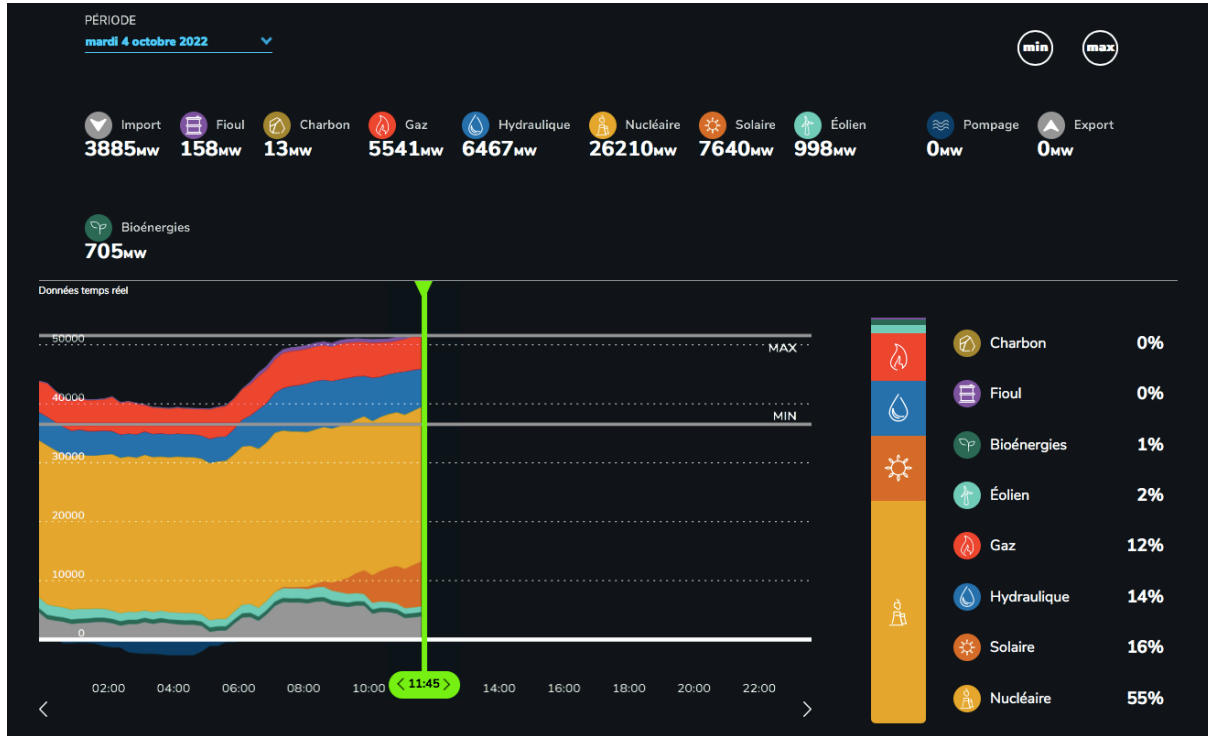 PÉRIODE
mardi 4 octobre 2022
min max
Import Fioul Charbon Gaz Hydraulique Nucléaire Solaire Éolien Pompage Export
3885MW 158MW 13MW 5541MW 6467MW 26210MW 7640MW 998MW 0MW 0MW
Bioénergies
705MW
Données temps réel
50000
MAX
40000
MIN
30000
20000
10000
0
02:00 04:00 06:00 08:00 10:00 < 11:45 > 14:00 16:00 18:00 20:00 22:00
< >
Charbon 0%
Fioul 0%
Bioénergies 1%
Éolien 2%
Gaz 12%
Hydraulique 14%
Solaire 16%
Nucléaire 55%